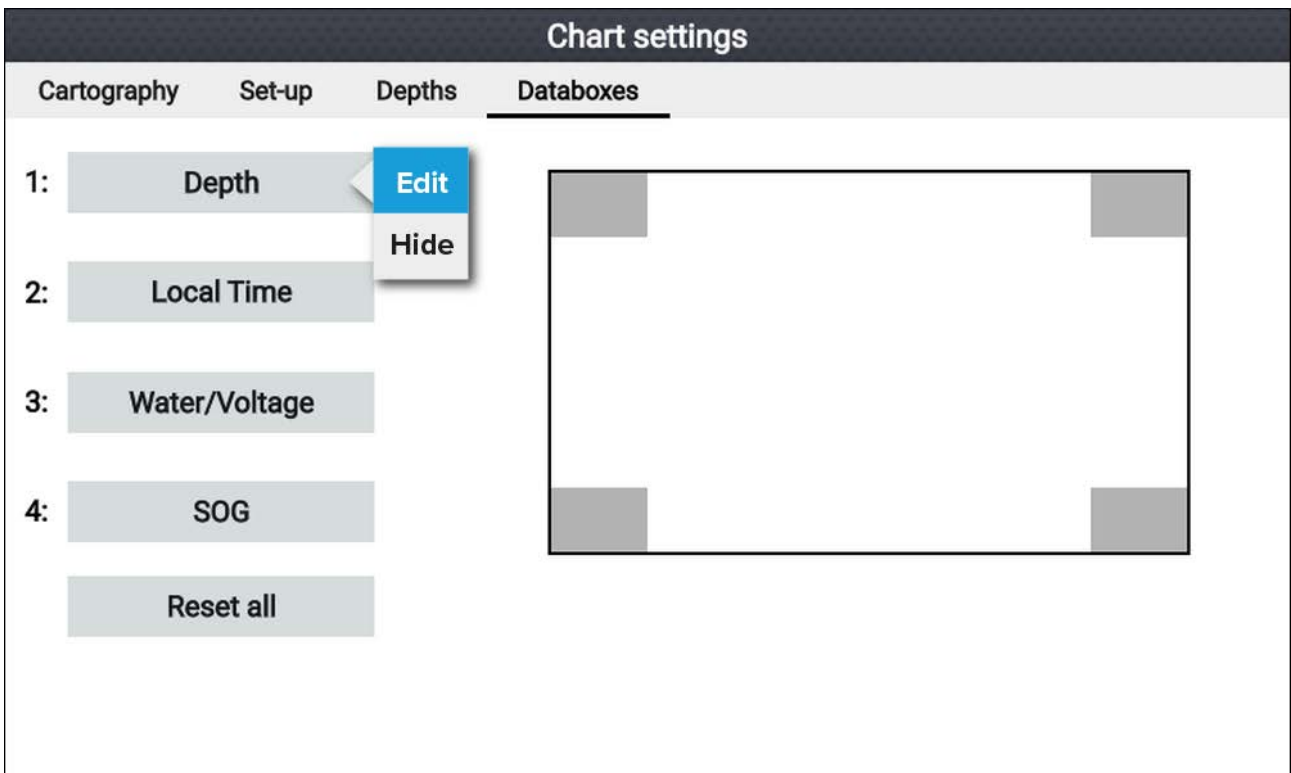 Chart settings
Cartography Set-up Depths Databoxes
1: Depth Edit
Hide
2: Local Time
3: Water/Voltage
4: SOG
Reset all